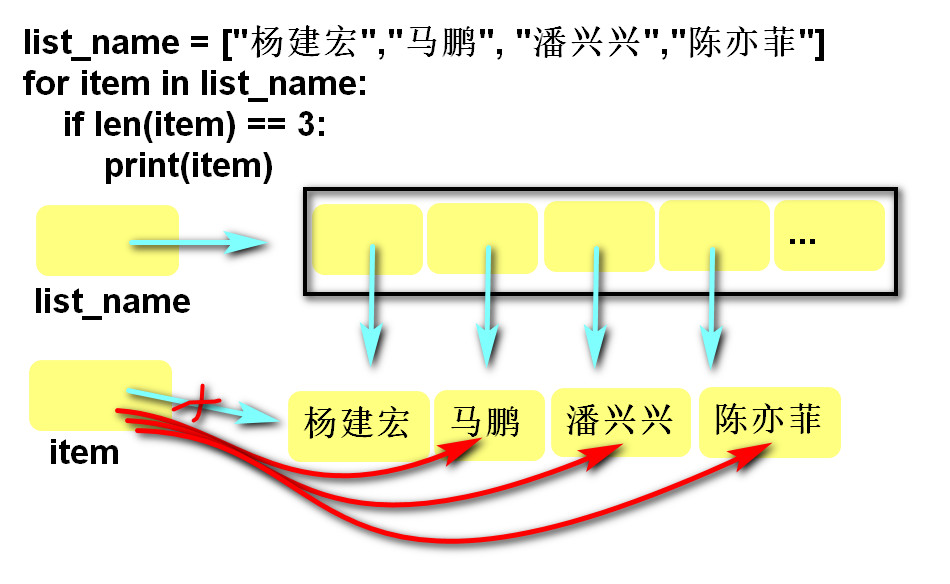 list_name = ["杨建宏","马鹏", "潘兴兴","陈亦菲"]
for item in list_name:
    if len(item) == 3:
        print(item)
...
list_name
杨建宏 马鹏 潘兴兴 陈亦菲
item